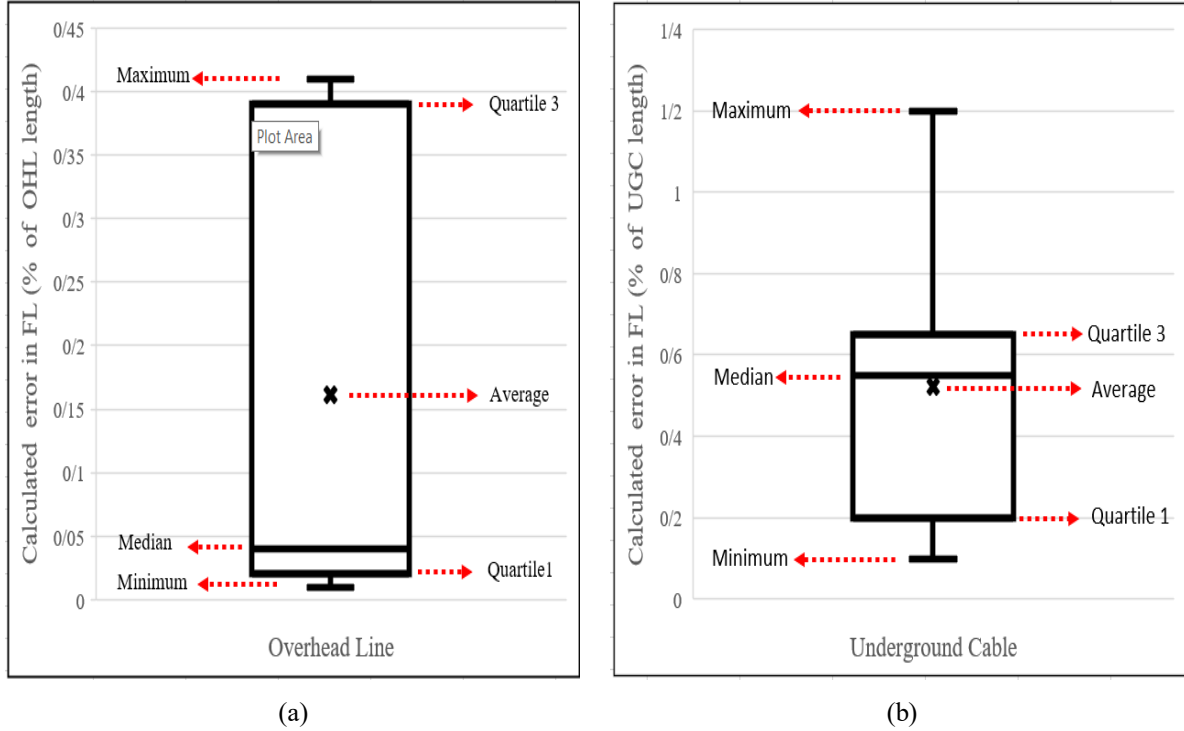 Calculated error in FL (% of OHL length)
0/45
0/4
0/35
0/3
0/25
0/2
0/15
0/1
0/05
0
Maximum
Quartile 3
Plot Area
Average
Median
Quartile1
Minimum
Overhead Line
(a)
Calculated error in FL (% of UGC length)
1/4
1/2
1
0/8
0/6
0/4
0/2
0
Maximum
Quartile 3
Median
Average
Quartile 1
Minimum
Underground Cable
(b)